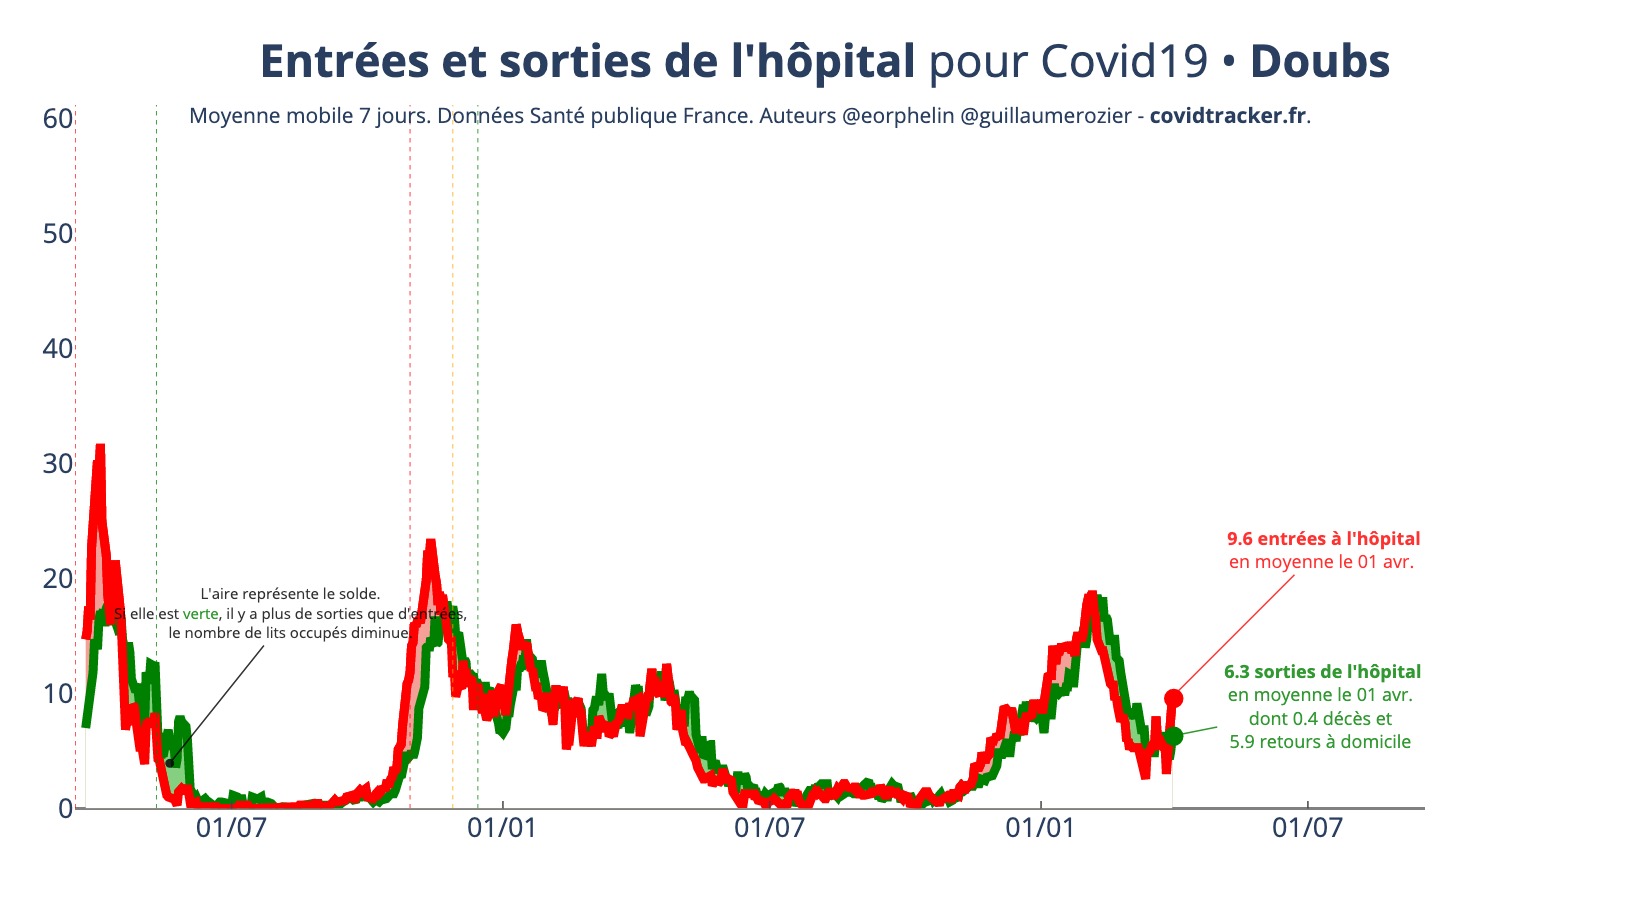 Entrées et sorties de l'hôpital pour Covid19 • Doubs
Moyenne mobile 7 jours. Données Santé publique France. Auteurs @eorphelin @guillaumerozier - covidtracker.fr.
60
50
40
30
20
10
0
L'aire représente le solde.
Si elle est verte, il y a plus de sorties que d'entrées,
le nombre de lits occupés diminue.
9.6 entrées à l'hôpital
en moyenne le 01 avr.
6.3 sorties de l'hôpital
en moyenne le 01 avr.
dont 0.4 décès et
5.9 retours à domicile
01/07
01/01
01/07
01/01
01/07